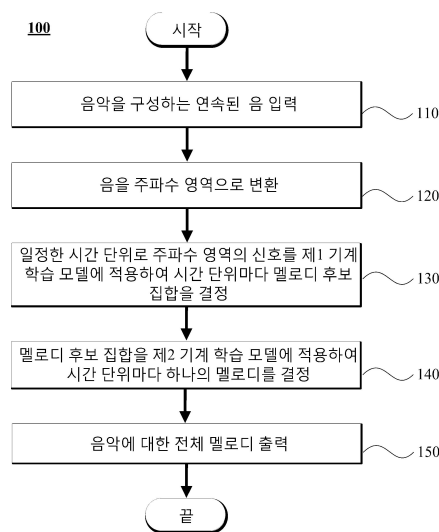 100
시작
음악을 구성하는 연속된 음 입력
110
음을 주파수 영역으로 변환
120
일정한 시간 단위로 주파수 영역의 신호를 제1 기계
학습 모델에 적용하여 시간 단위마다 멜로디 후보
집합을 결정
130
멜로디 후보 집합을 제2 기계 학습 모델에 적용하여
시간 단위마다 하나의 멜로디를 결정
140
음악에 대한 전체 멜로디 출력
150
끝